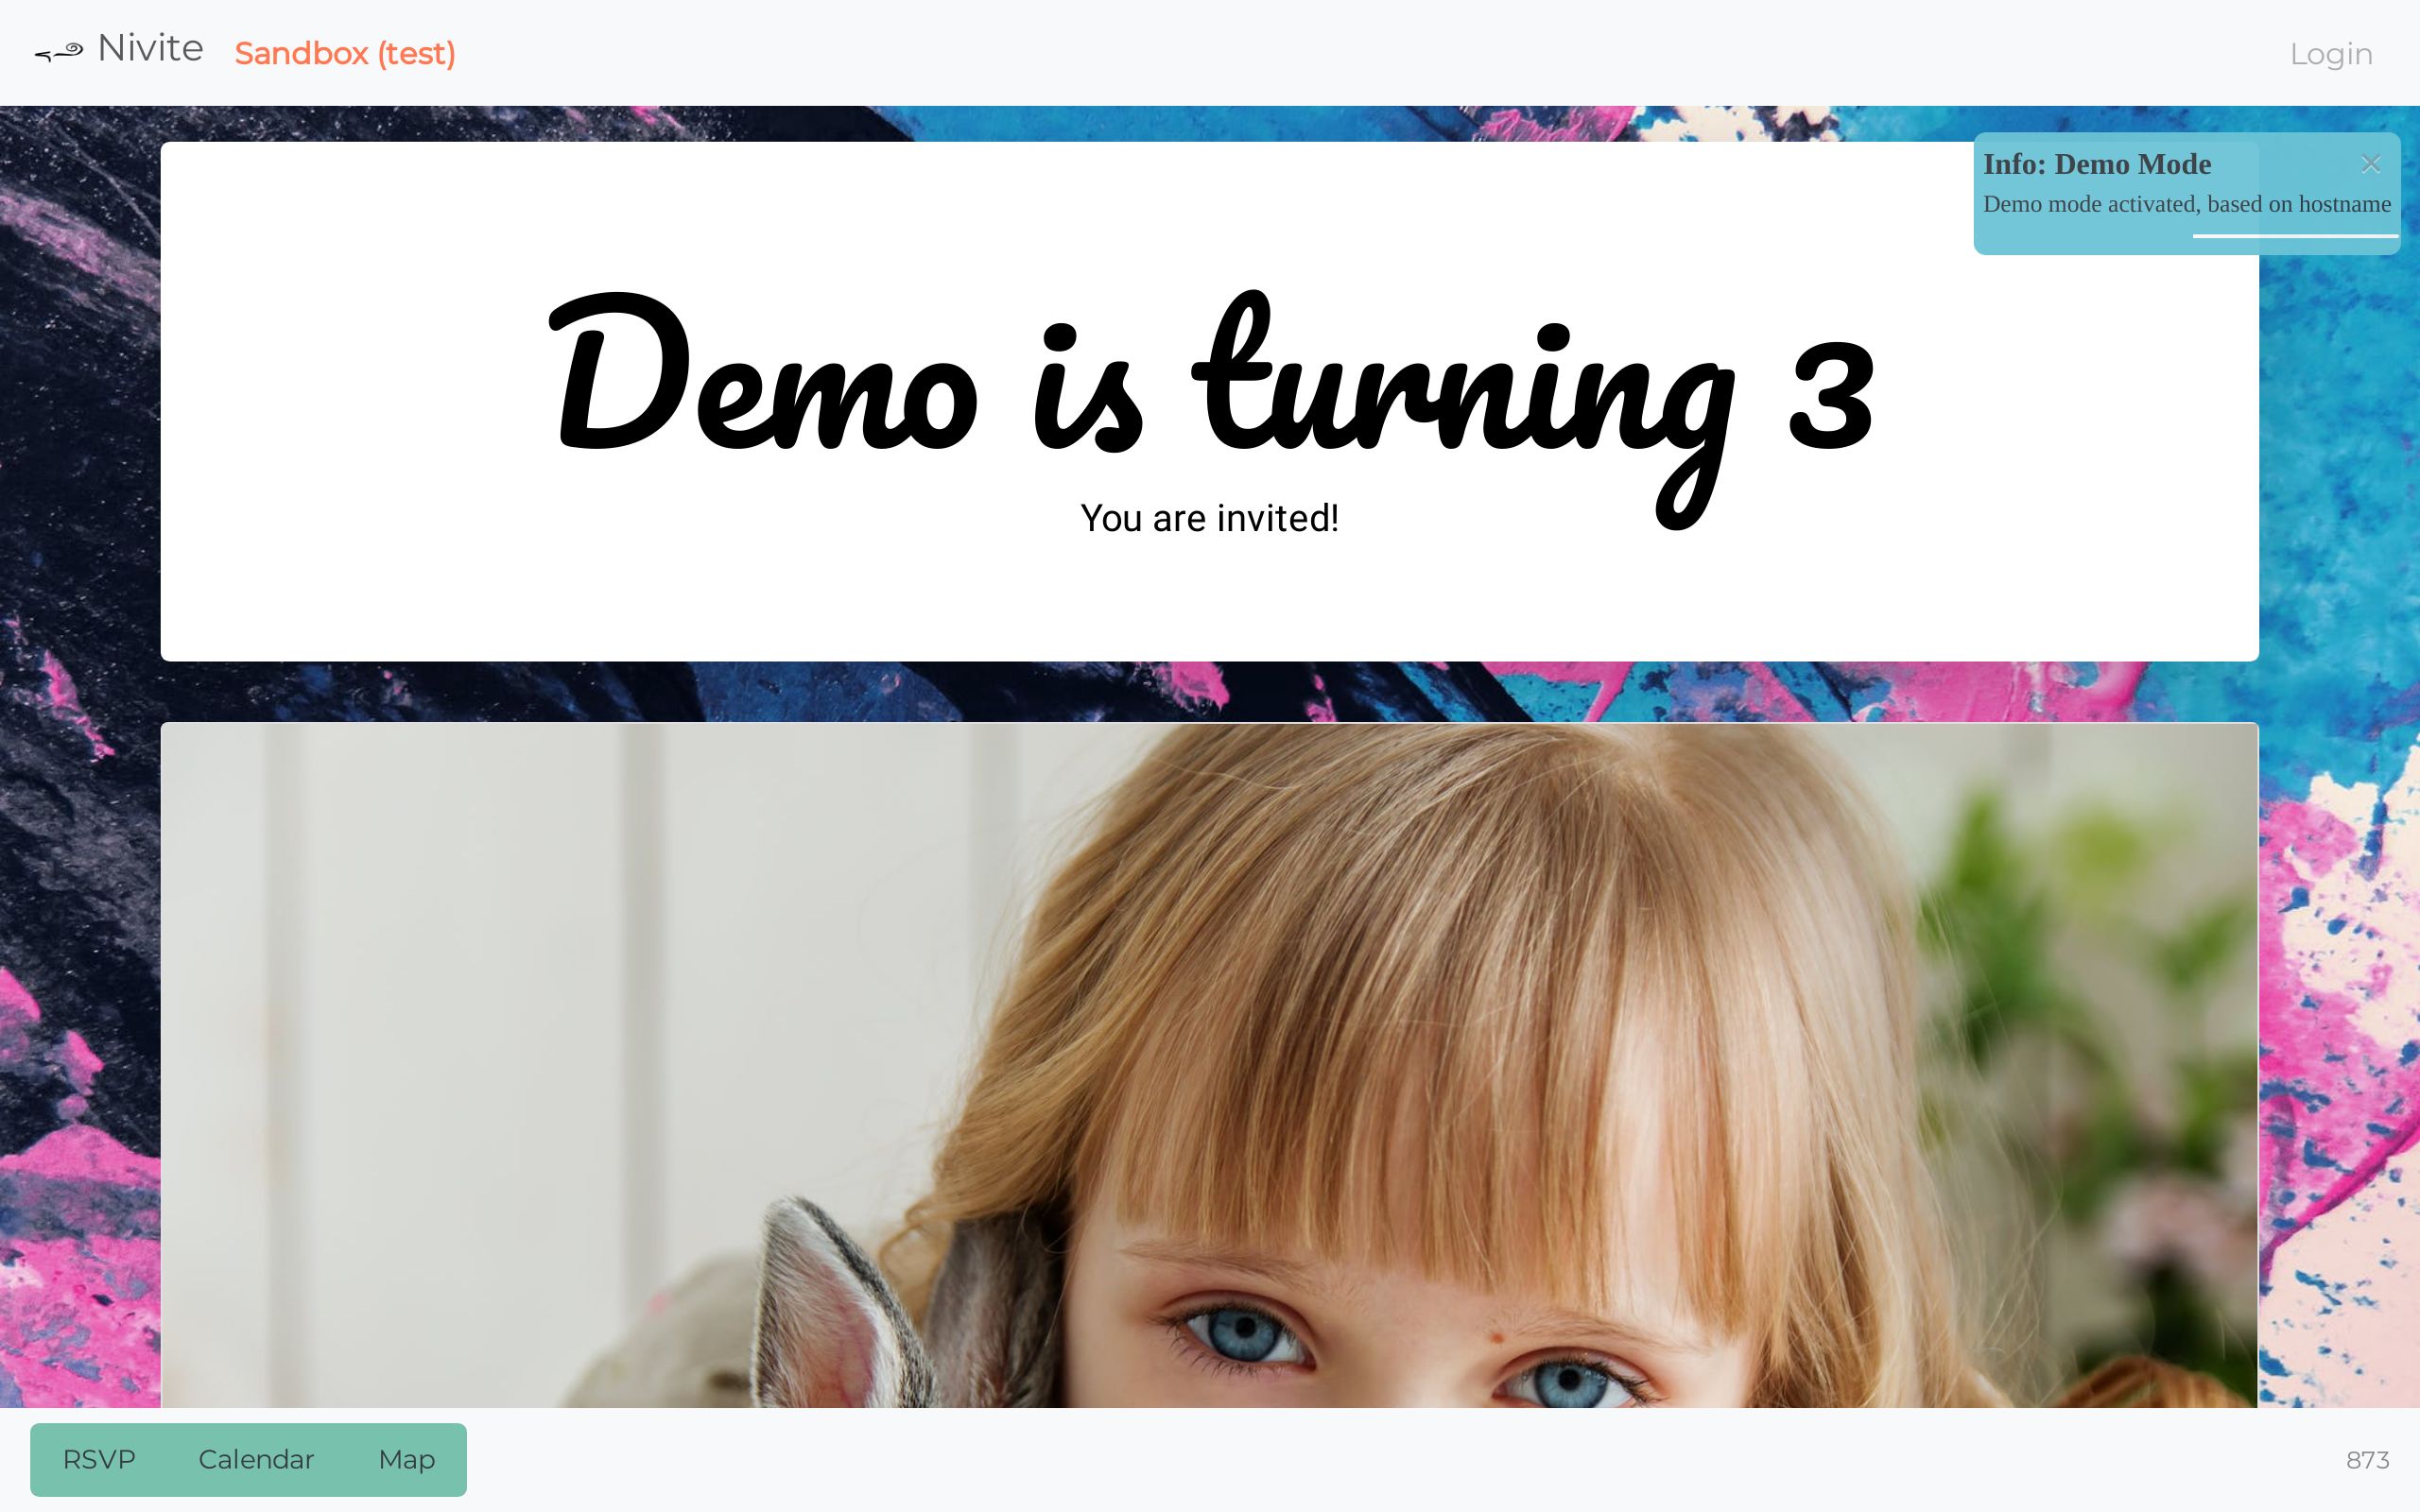 Nivite Sandbox (test) Login
Info: Demo Mode ×
Demo mode activated, based on hostname
Demo is turning 3
You are invited!
RSVP Calendar Map 873